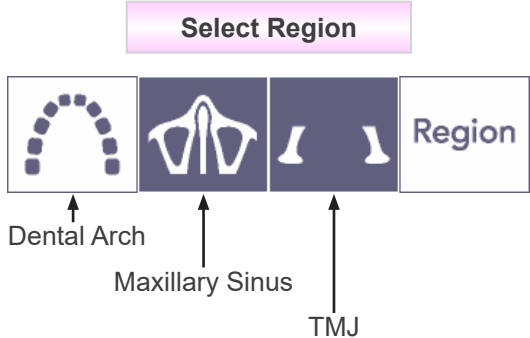 Select Region
Region
Dental Arch
Maxillary Sinus
TMJ